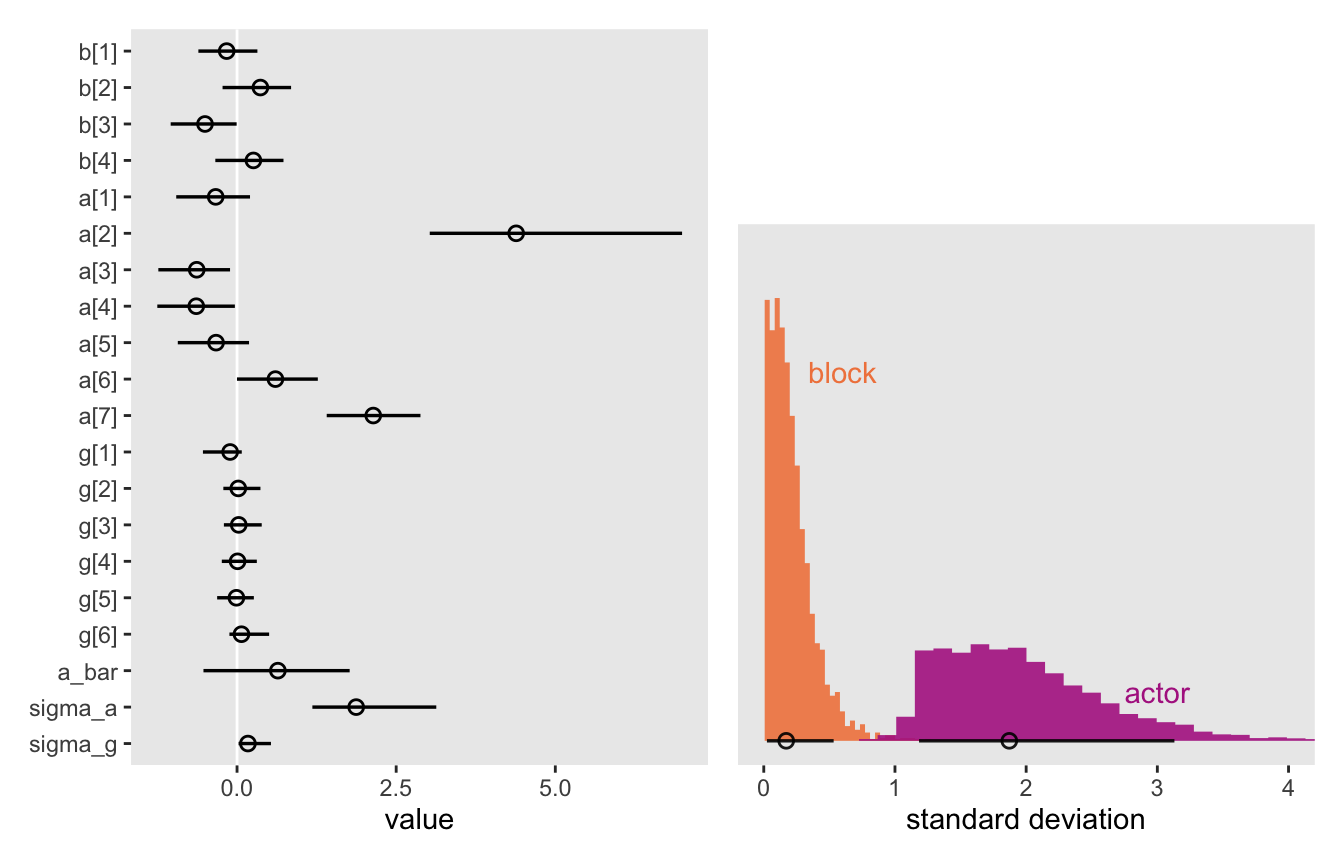 b[1]
b[2]
b[3]
b[4]
a[1]
a[2]
a[3]
a[4]
a[5]
a[6]
a[7]
g[1]
g[2]
g[3]
g[4]
g[5]
g[6]
a_bar
sigma_a
sigma_g
0.0 2.5 5.0
value
block
actor
0 1 2 3 4
standard deviation